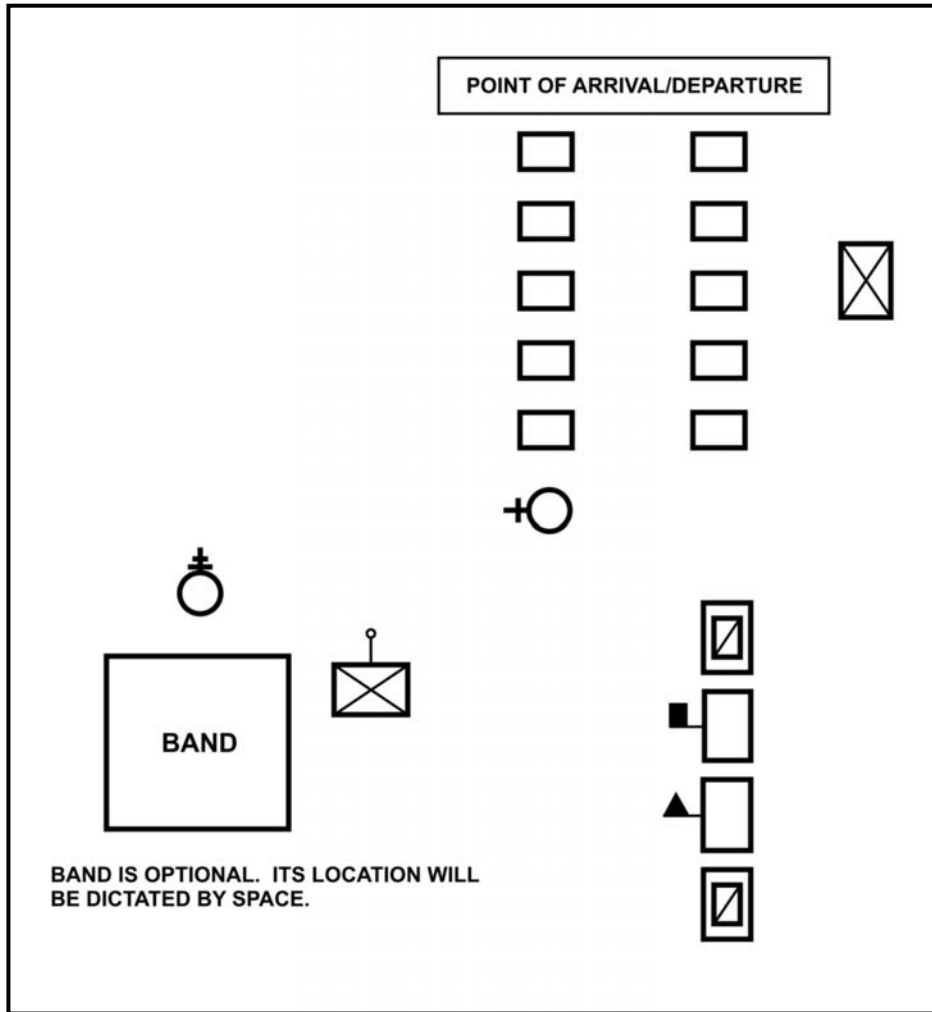 POINT OF ARRIVAL/DEPARTURE
BAND
BAND IS OPTIONAL. ITS LOCATION WILL
BE DICTATED BY SPACE.